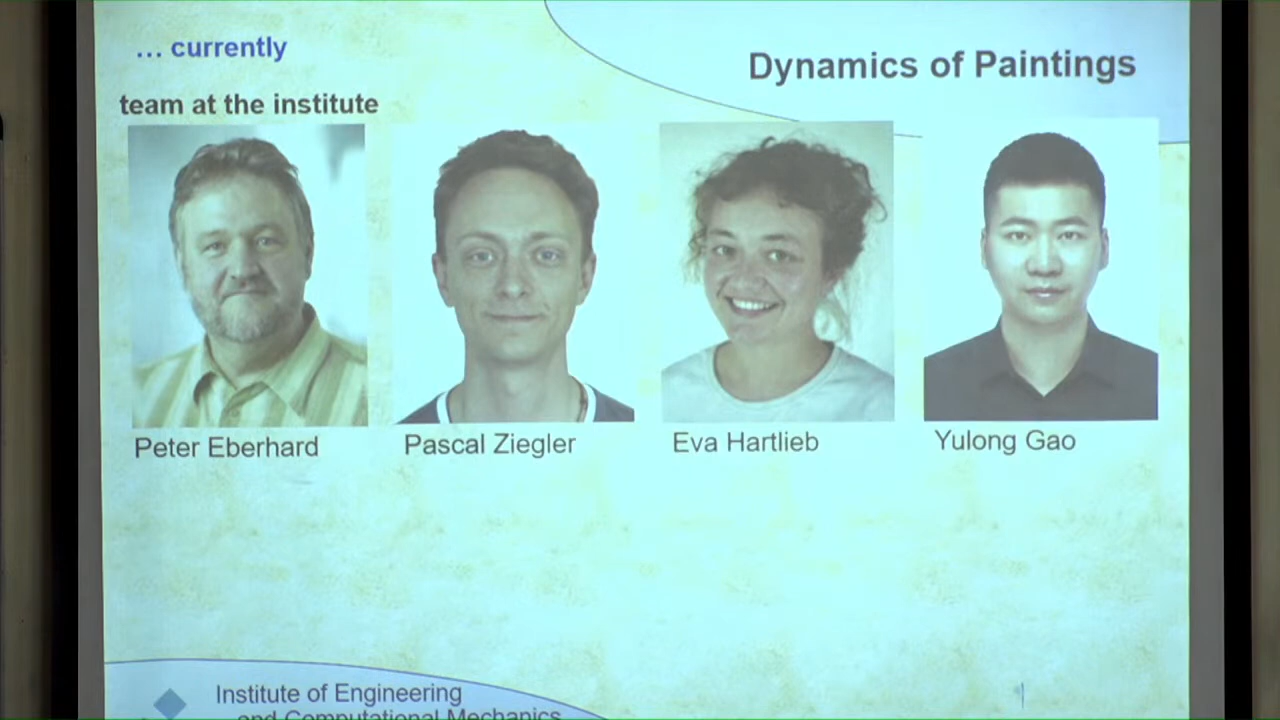 … currently
Dynamics of Paintings
team at the institute
Peter Eberhard
Pascal Ziegler
Eva Hartlieb
Yulong Gao
Institute of Engineering
and Computational Mechanics